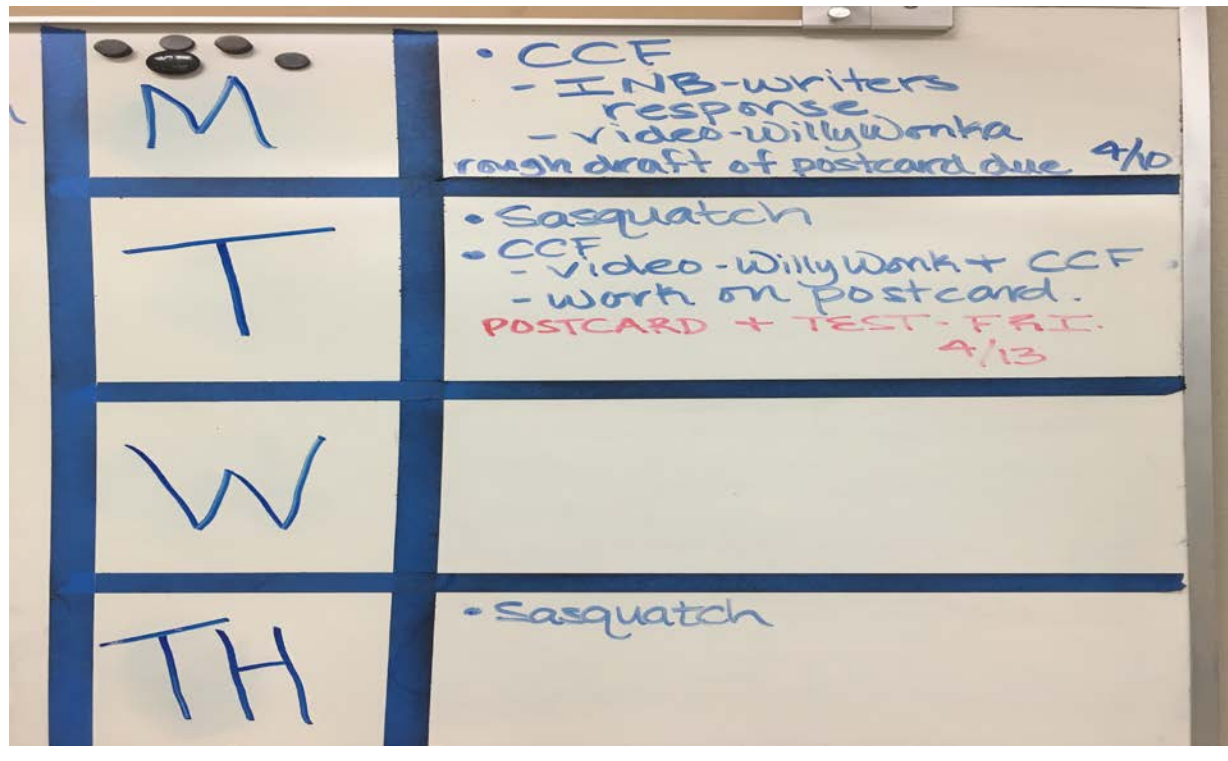 M
• CCF
- INB-writers
response
- video-WillyWonka
rough draft of postcard due 4/10
T
• Sasquatch
• CCF
- video-WillyWonk + CCF
- work on postcard.
POSTCARD + TEST-FRI.
4/13
W
TH
• Sasquatch